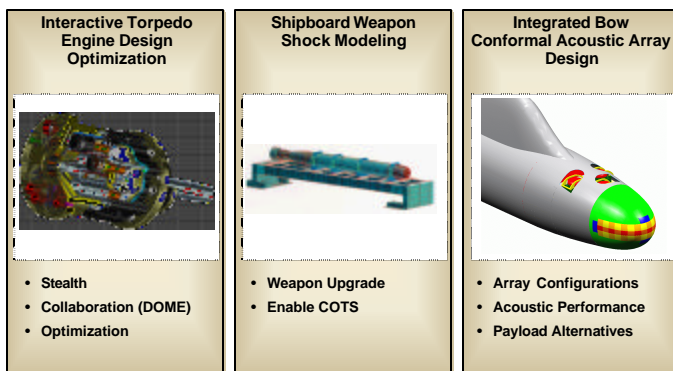 Interactive Torpedo
Engine Design
Optimization
• Stealth
• Collaboration (DOME)
• Optimization
Shipboard Weapon
Shock Modeling
• Weapon Upgrade
• Enable COTS
Integrated Bow
Conformal Acoustic Array
Design
• Array Configurations
• Acoustic Performance
• Payload Alternatives